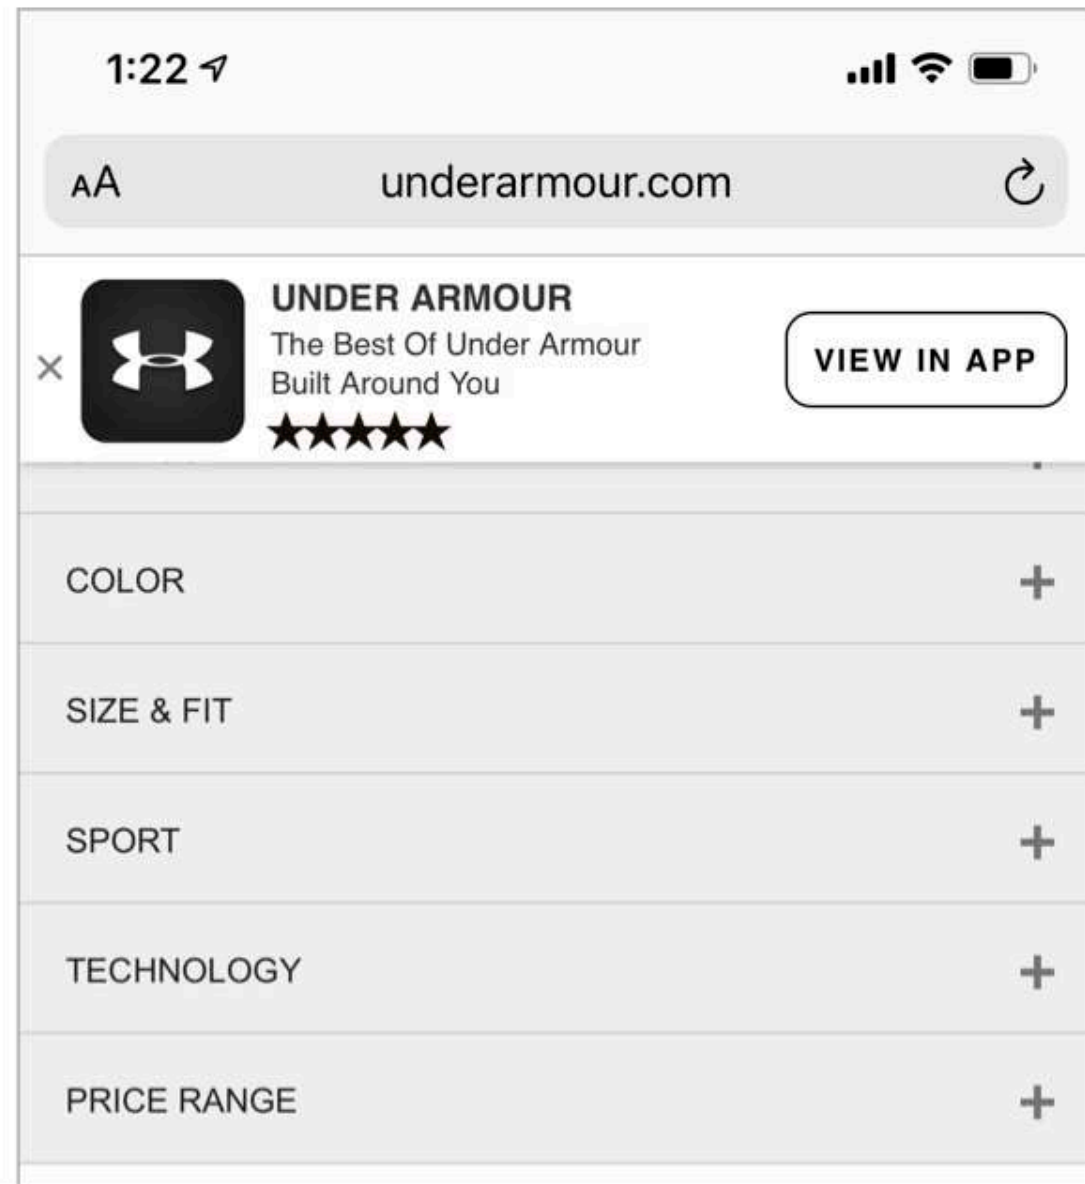 1:22
AA underarmour.com
UNDER ARMOUR
The Best Of Under Armour
Built Around You
VIEW IN APP
COLOR
SIZE & FIT
SPORT
TECHNOLOGY
PRICE RANGE